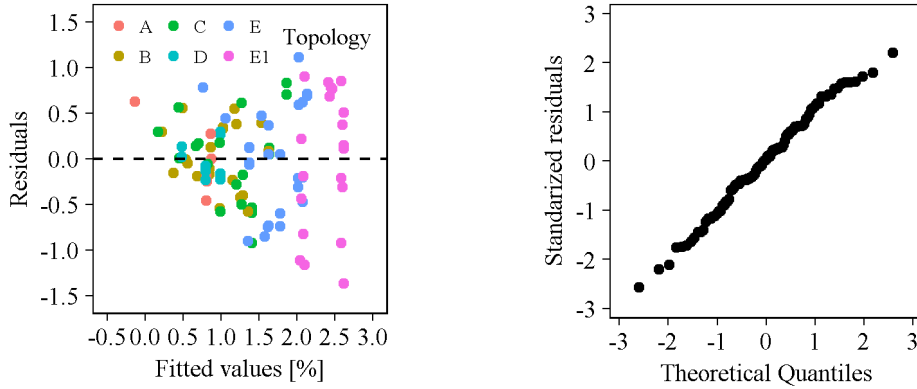 A C E
B D E1
Topology
1.5
1.0
0.5
0.0
-0.5
-1.0
-1.5
Residuals
-0.5 0.0 0.5 1.0 1.5 2.0 2.5 3.0
Fitted values [%]
3
2
1
0
-1
-2
-3
Standarized residuals
-3 -2 -1 0 1 2 3
Theoretical Quantiles